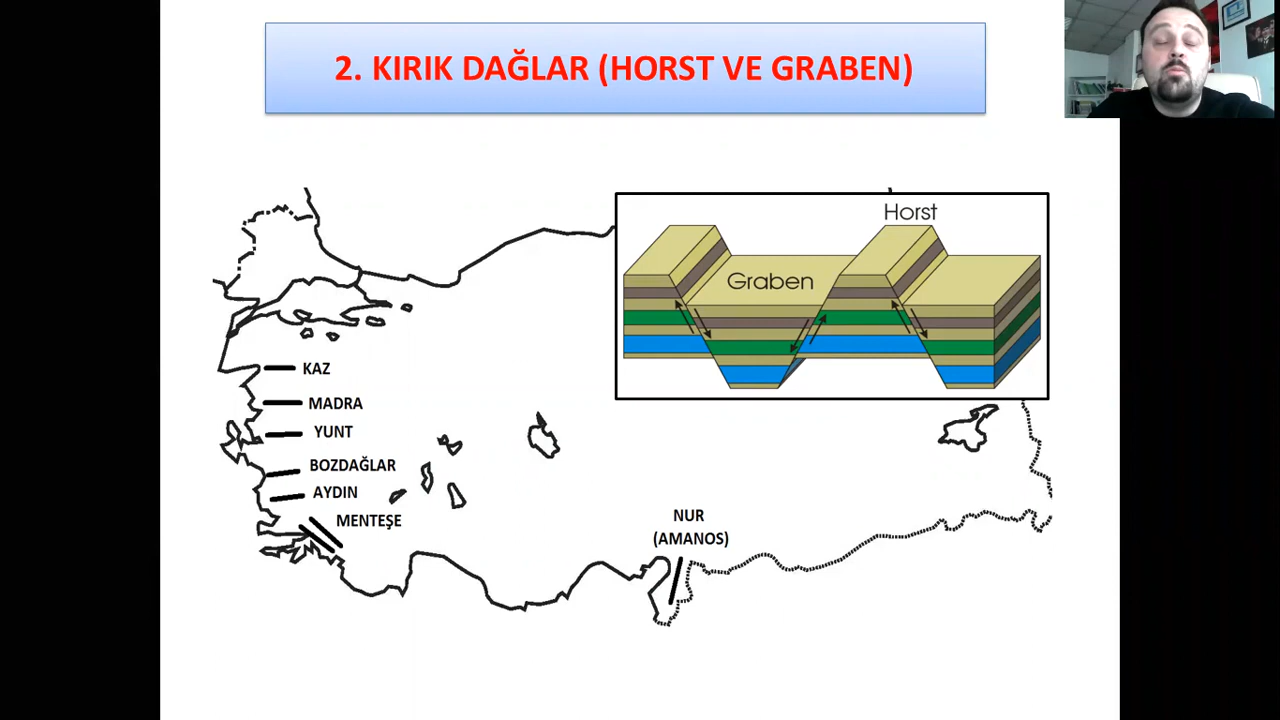 2. KIRIK DAĞLAR (HORST VE GRABEN)
Horst
Graben
KAZ
MADRA
YUNT
BOZDAĞLAR
AYDIN
MENTEŞE
NUR
(AMANOS)